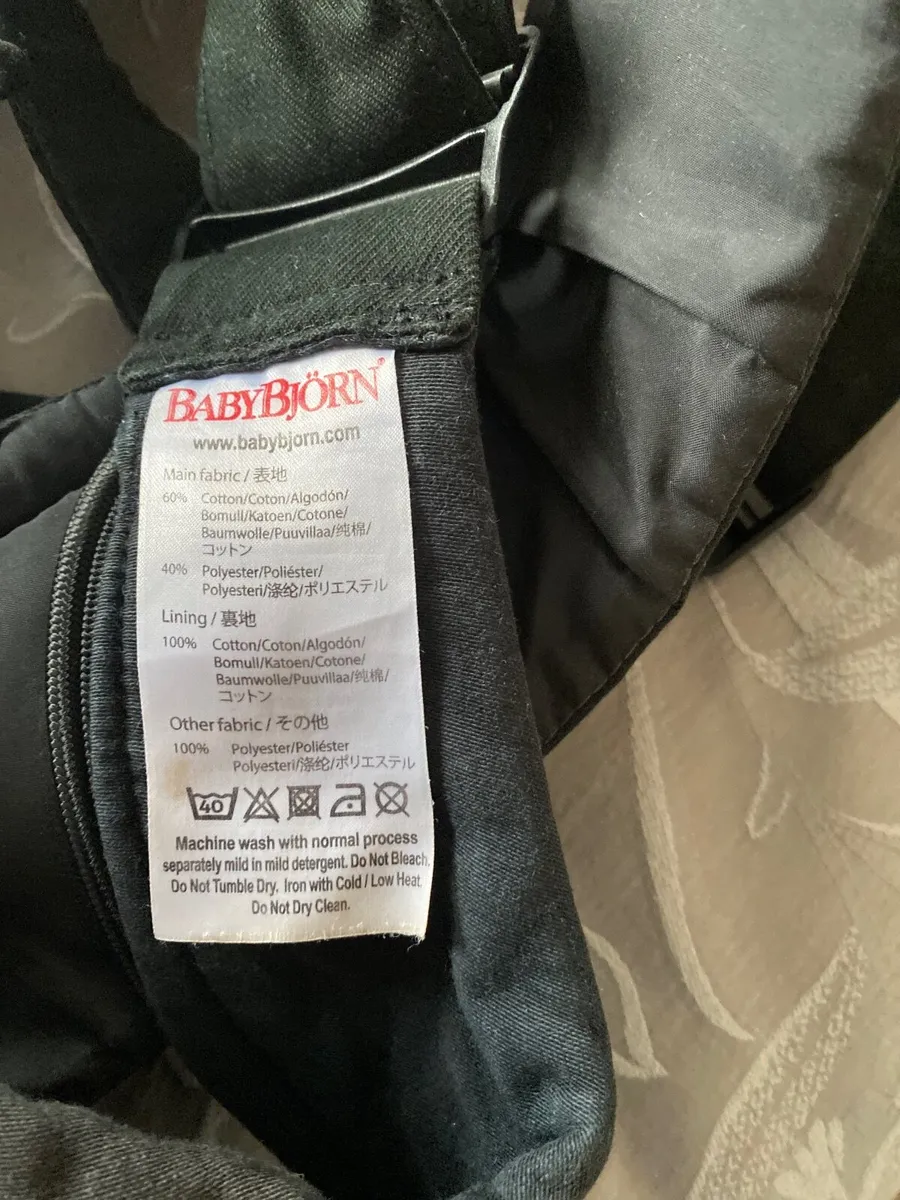 BABYBJÖRN®
www.babybjorn.com
Main fabric / 表地
60% Cotton/Coton/Algodón/
Bomull/Katoen/Cotone/
Baumwolle/Puuvillaa/纯棉/
コットン
40% Polyester/Poliéster/
Polyesteri/涤纶/ポリエステル
Lining / 裏地
100% Cotton/Coton/Algodón/
Bomull/Katoen/Cotone/
Baumwolle/Puuvillaa/纯棉/
コットン
Other fabric / その他
100% Polyester/Poliéster
Polyesteri/涤纶/ポリエステル
40
Machine wash with normal process
separately mild in mild detergent. Do Not Bleach.
Do Not Tumble Dry. Iron with Cold / Low Heat.
Do Not Dry Clean.